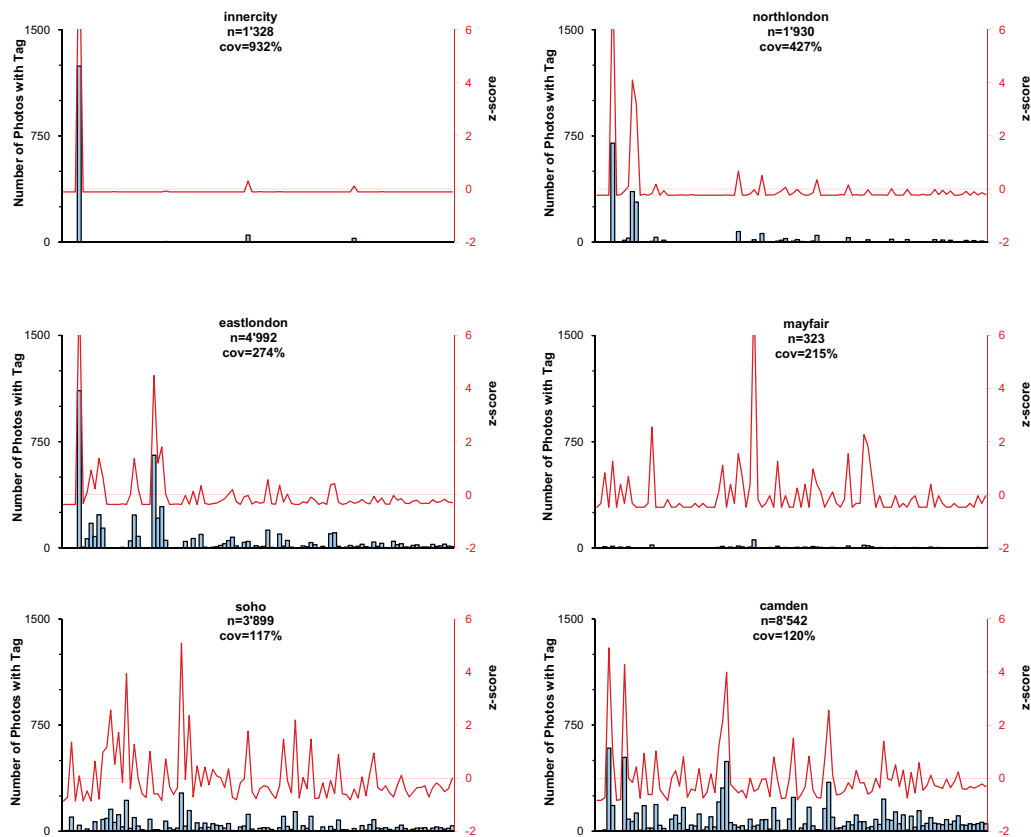 innercity
n=1'328
cov=932%
1500
750
0
Number of Photos with Tag
6
4
2
0
-2
z-score
northlondon
n=1'930
cov=427%
1500
750
0
Number of Photos with Tag
6
4
2
0
-2
z-score
eastlondon
n=4'992
cov=274%
1500
750
0
Number of Photos with Tag
6
4
2
0
-2
z-score
mayfair
n=323
cov=215%
1500
750
0
Number of Photos with Tag
6
4
2
0
-2
z-score
soho
n=3'899
cov=117%
1500
750
0
Number of Photos with Tag
6
4
2
0
-2
z-score
camden
n=8'542
cov=120%
1500
750
0
Number of Photos with Tag
6
4
2
0
-2
z-score